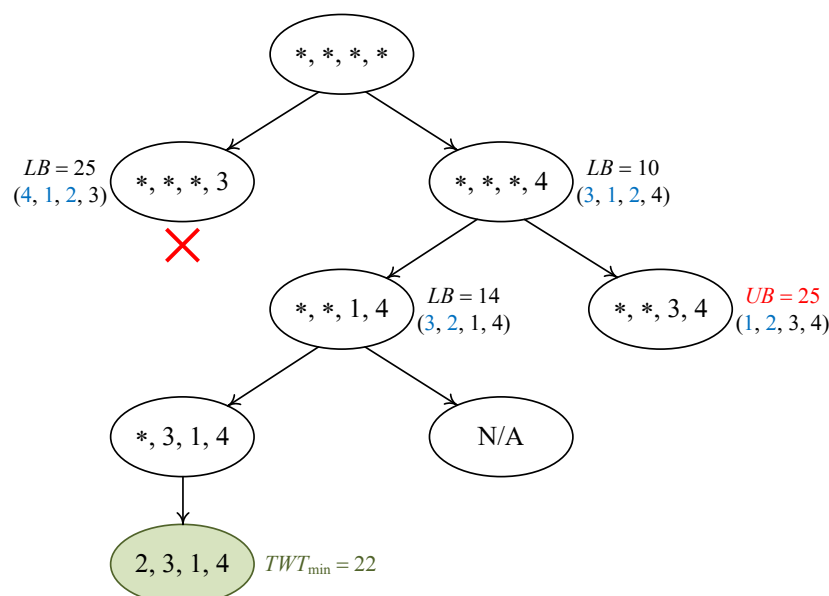 *, *, *, *
LB = 25
(4, 1, 2, 3)
*, *, *, 3
*, *, *, 4
LB = 10
(3, 1, 2, 4)
*, *, 1, 4
LB = 14
(3, 2, 1, 4)
*, *, 3, 4
UB = 25
(1, 2, 3, 4)
*, 3, 1, 4
N/A
2, 3, 1, 4
TWTmin = 22